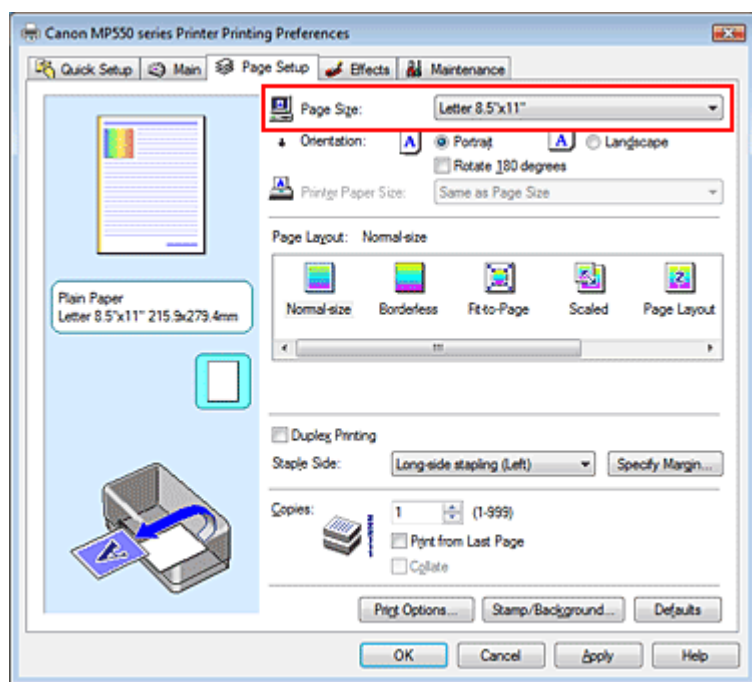 Canon MP550 series Printer Printing Preferences
Quick Setup Main Page Setup Effects Maintenance
Page Size: Letter 8.5"x11"
Orientation: A Portrait A Landscape
Rotate 180 degrees
Printer Paper Size: Same as Page Size
Page Layout: Normal-size
Normal-size Borderless Fit-to-Page Scaled Page Layout
Plain Paper
Letter 8.5"x11" 215.9x279.4mm
Duplex Printing
Staple Side: Long-side stapling (Left) Specify Margin...
Copies: 1 (1-999)
Print from Last Page
Collate
Print Options... Stamp/Background... Defaults
OK Cancel Apply Help